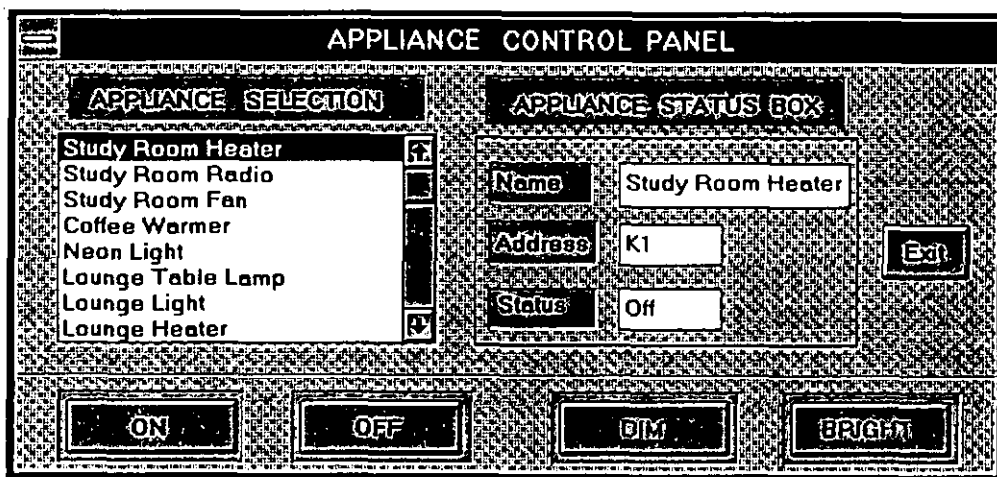 APPLIANCE CONTROL PANEL
APPLIANCE SELECTION
Study Room Heater
Study Room Radio
Study Room Fan
Coffee Warmer
Neon Light
Lounge Table Lamp
Lounge Light
Lounge Heater
APPLIANCE STATUS BOX
Name Study Room Heater
Address K1
Status Off
Exit
ON OFF DIM BRIGHT